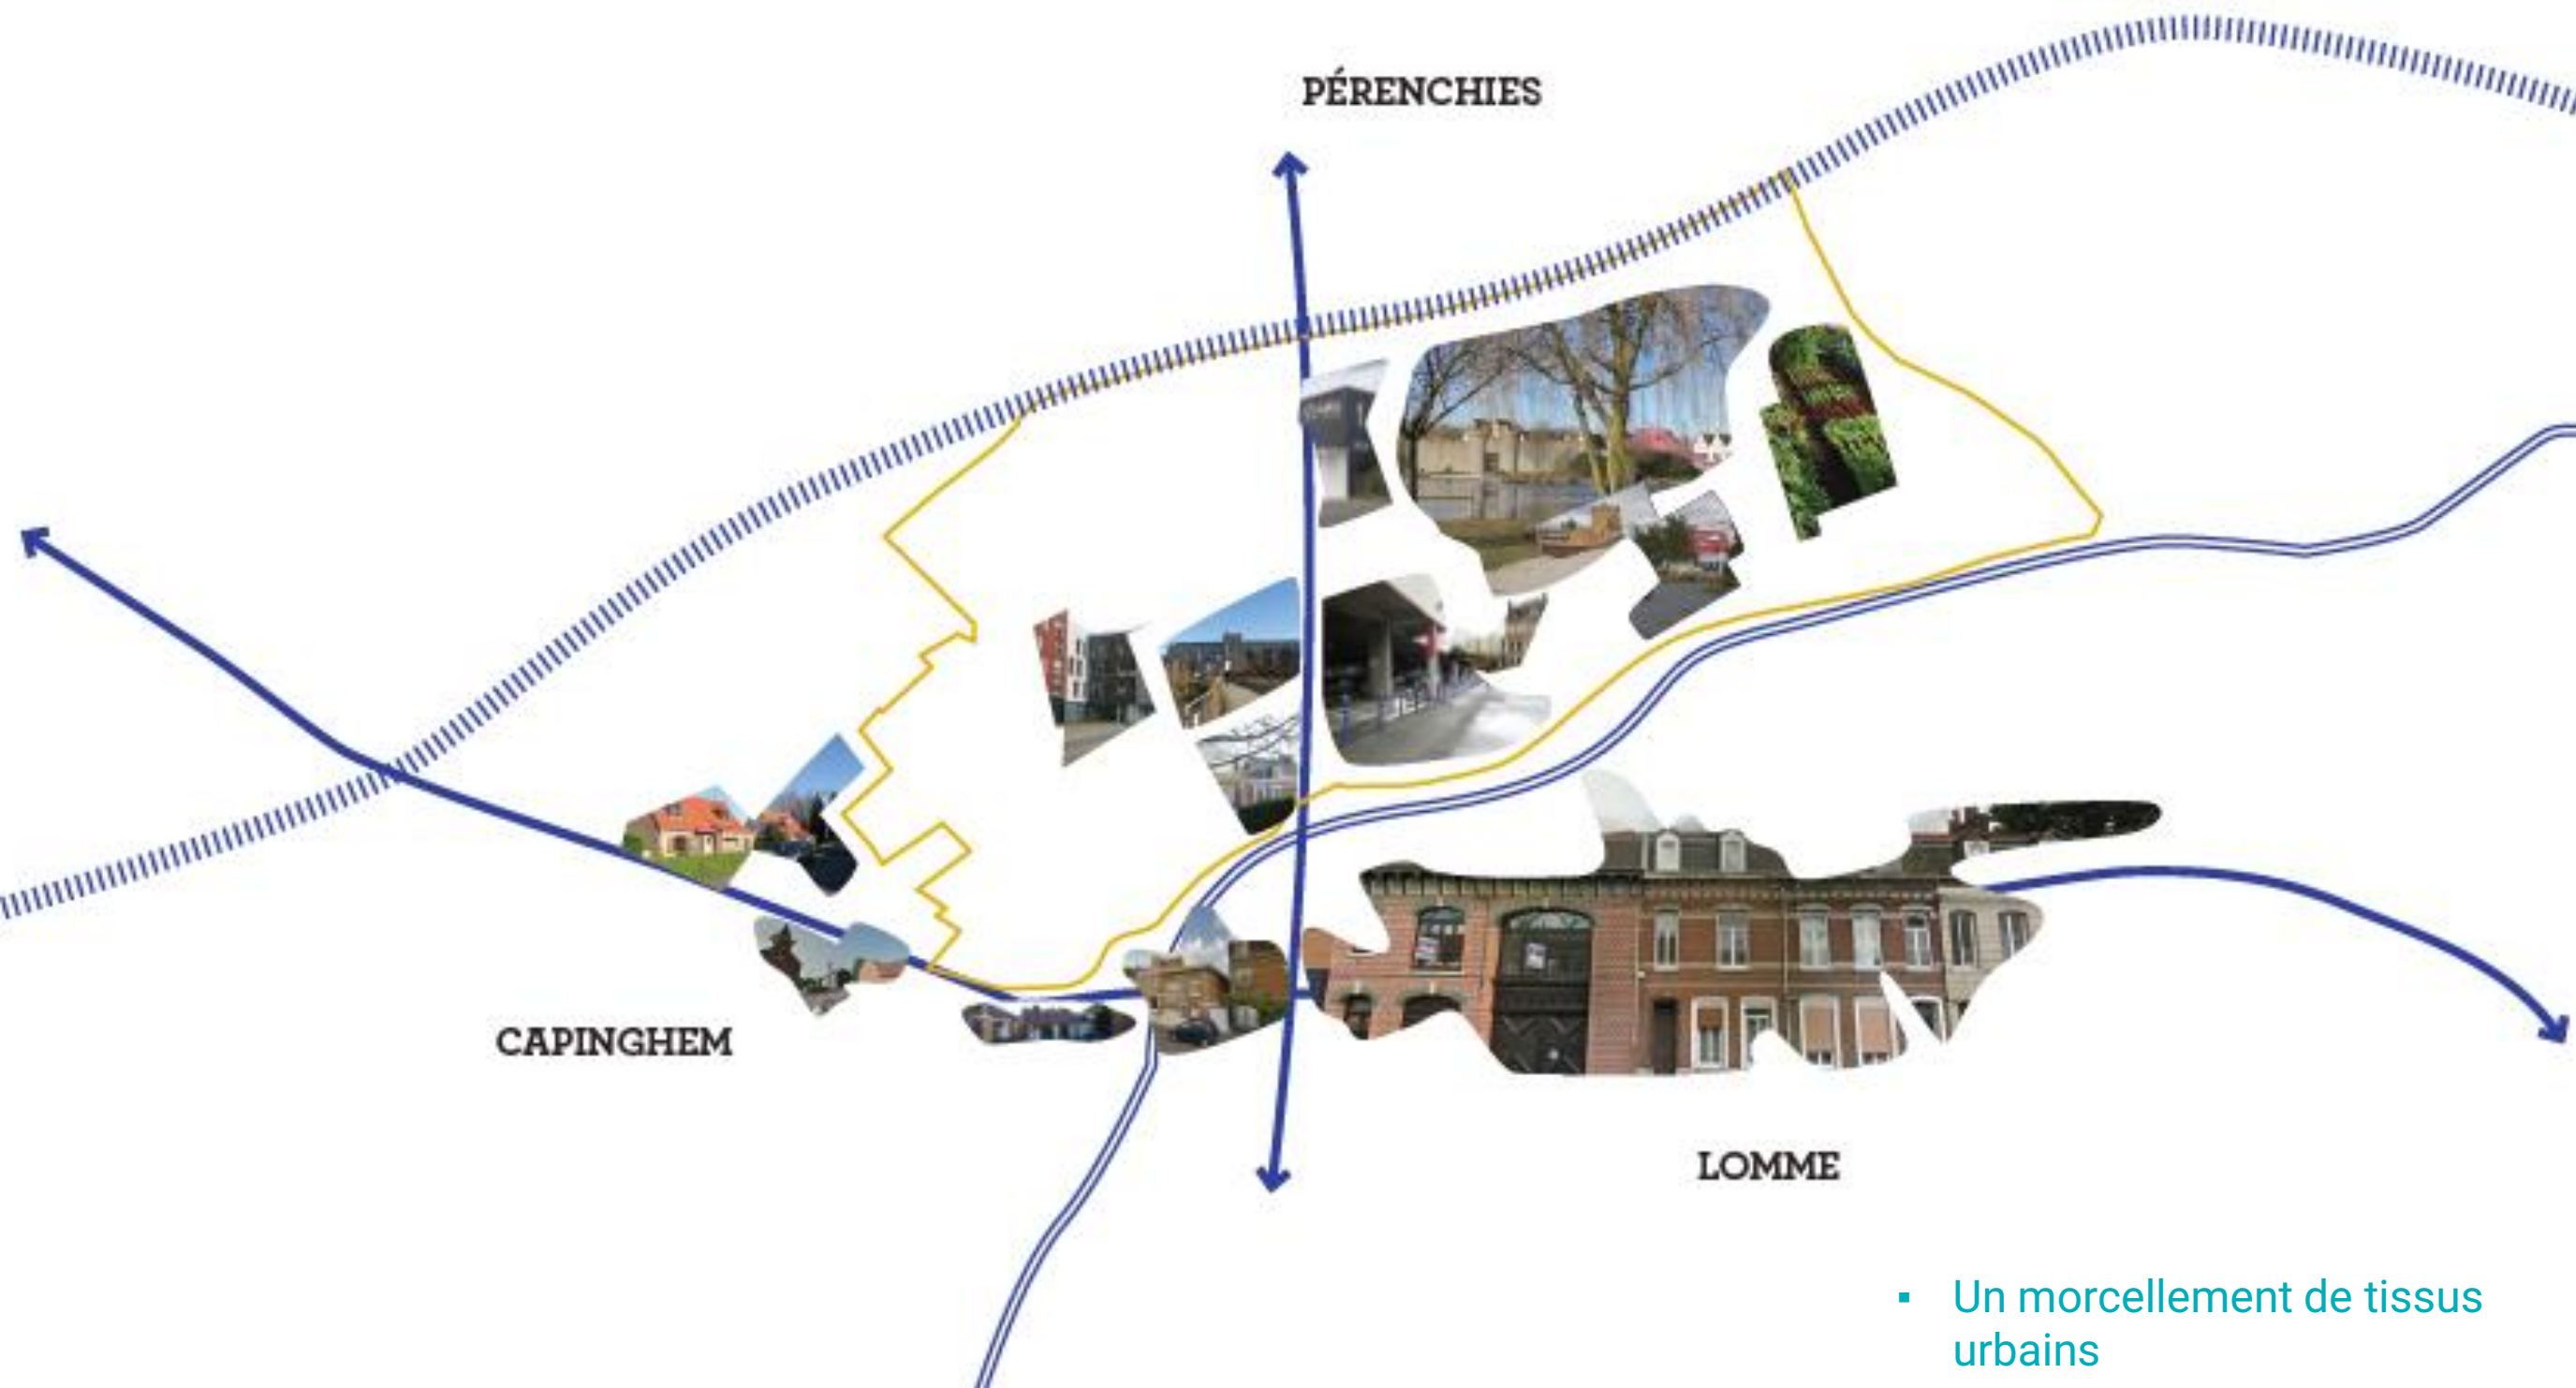 PÉRENCHIES
CAPINGHEM
LOMME
▪ Un morcellement de tissus
urbains